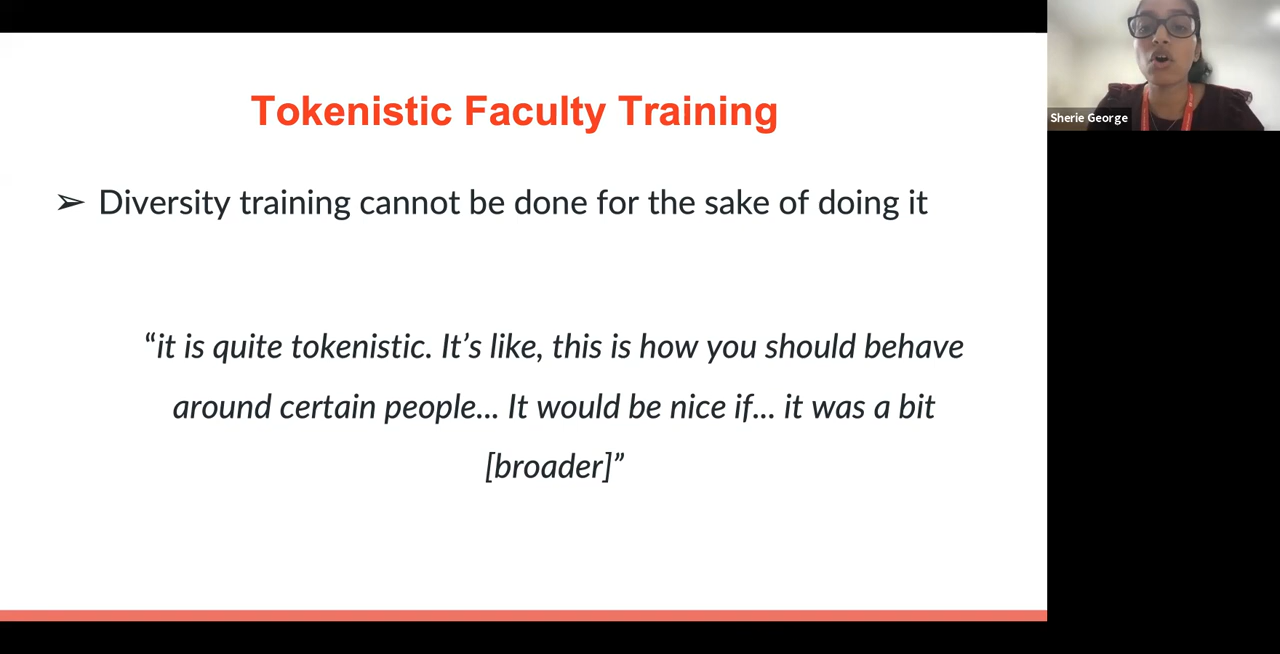 Tokenistic Faculty Training
➢ Diversity training cannot be done for the sake of doing it
“it is quite tokenistic. It’s like, this is how you should behave
around certain people... It would be nice if... it was a bit
[broader]”
Sherie George